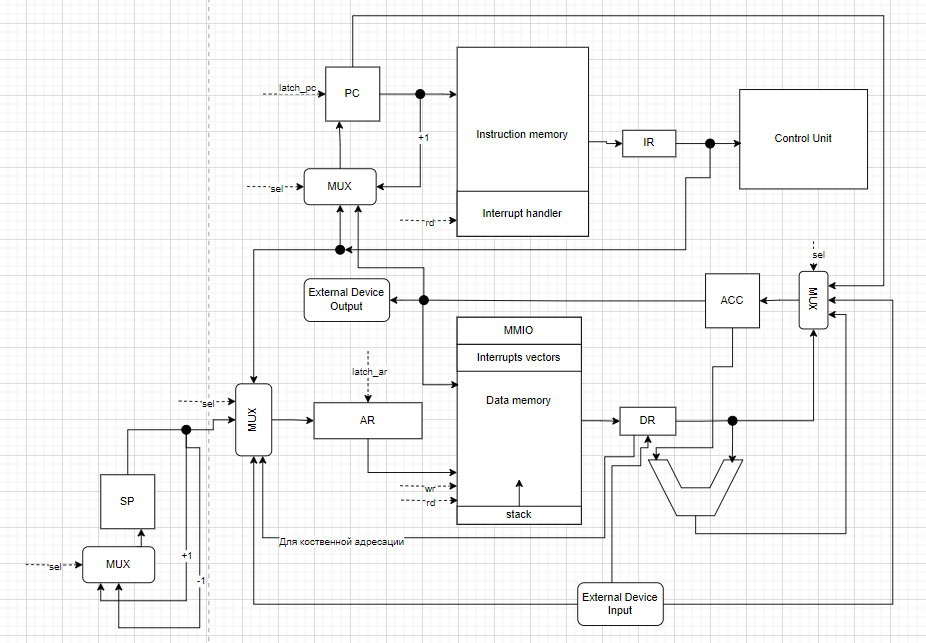 latch_pc
PC
+1
Instruction memory
IR
Control Unit
sel
MUX
rd
Interrupt handler
sel
External Device
Output
ACC
MUX
MMIO
Interrupts vectors
latch_ar
Data memory
sel
MUX
AR
DR
SP
wr
rd
stack
Для коственной адресации
+1
sel
MUX
-1
External Device
Input